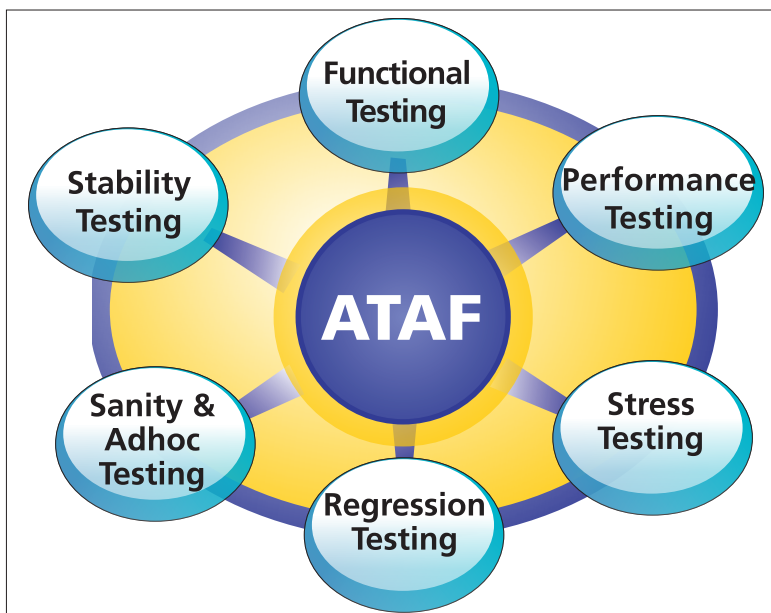 Functional
Testing
Stability
Testing
Performance
Testing
ATAF
Sanity &
Adhoc
Testing
Stress
Testing
Regression
Testing